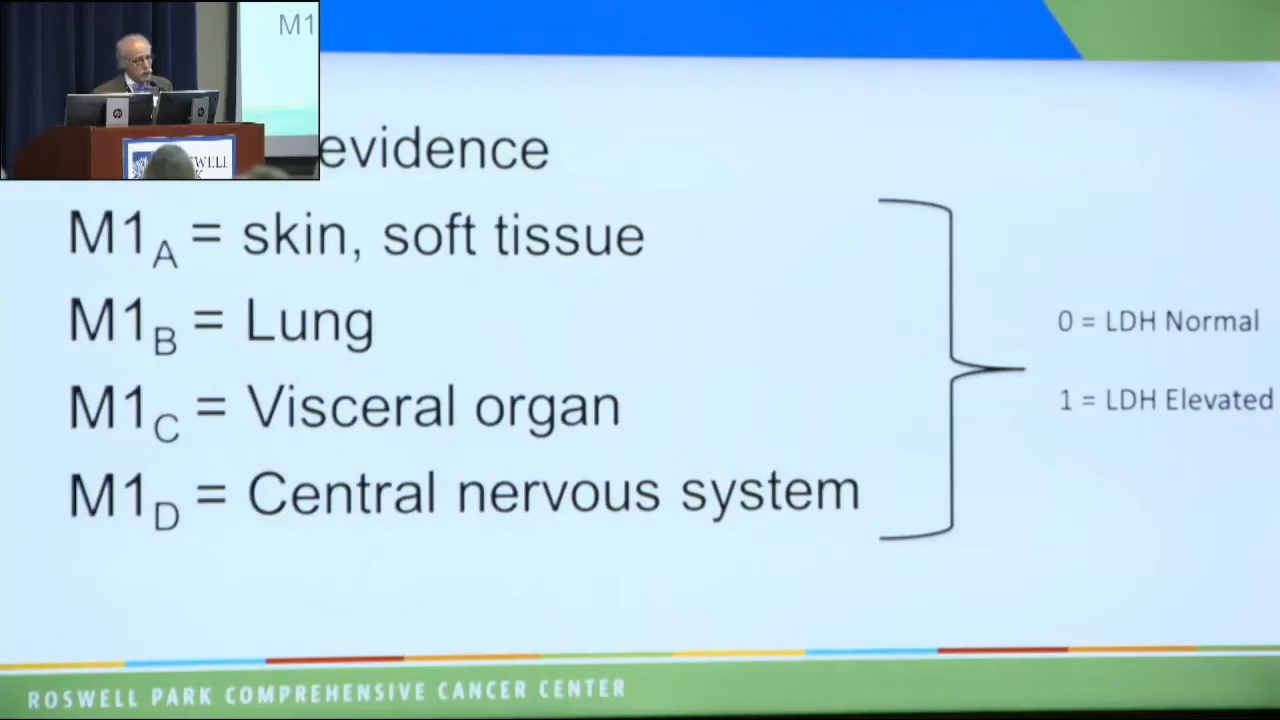 M1
evidence
M1A = skin, soft tissue
M1B = Lung
M1C = Visceral organ
M1D = Central nervous system
0 = LDH Normal
1 = LDH Elevated
ROSWELL PARK COMPREHENSIVE CANCER CENTER